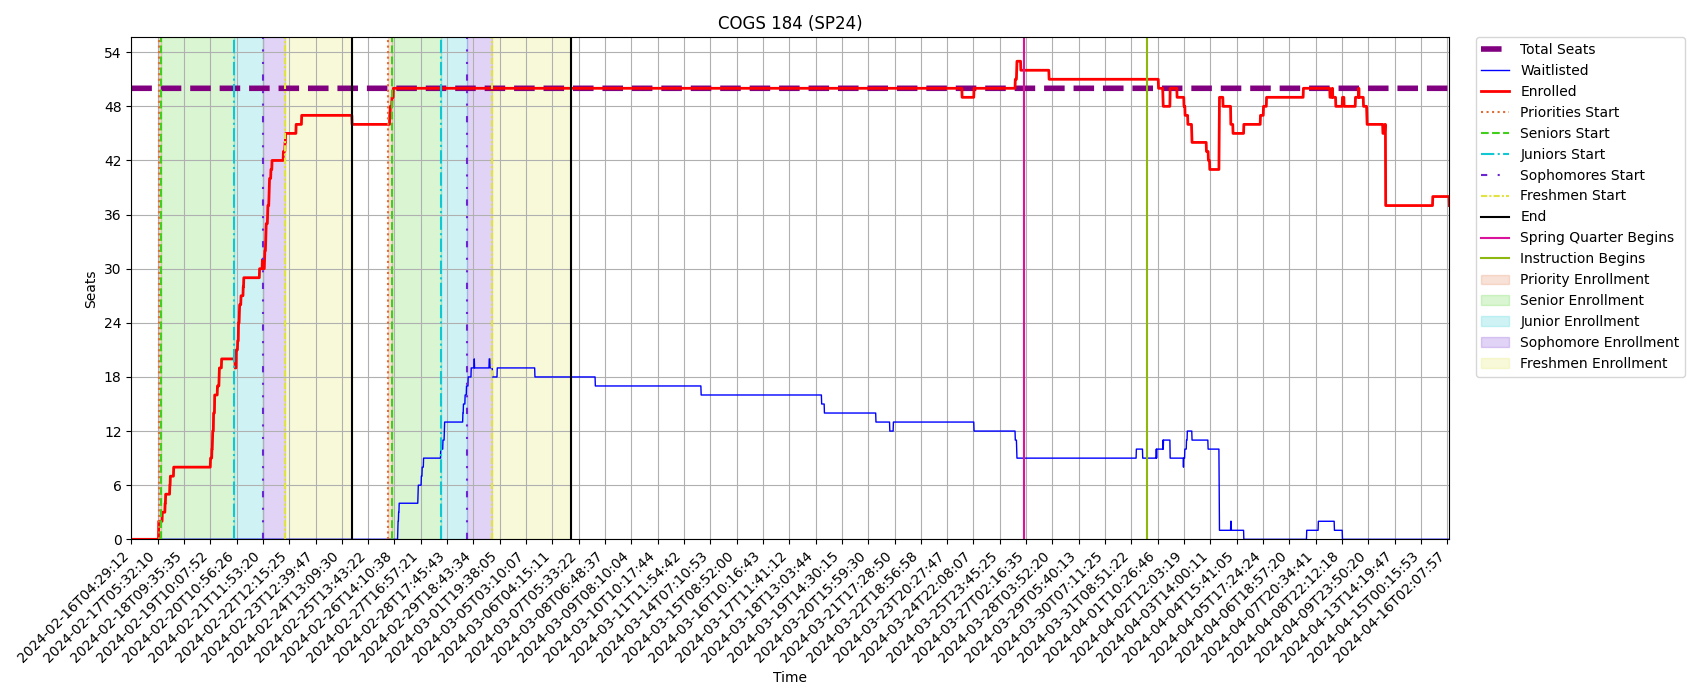 COGS 184 (SP24)
54
48
42
36
30
24
18
12
6
0
Seats
2024-02-16T04:29:12
2024-02-17T05:32:10
2024-02-18T09:35:35
2024-02-19T10:07:52
2024-02-20T10:56:26
2024-02-21T11:53:20
2024-02-22T12:15:25
2024-02-23T12:39:47
2024-02-24T13:09:30
2024-02-25T13:43:22
2024-02-26T14:10:38
2024-02-27T16:57:21
2024-02-28T17:45:43
2024-02-29T18:43:34
2024-03-01T19:38:05
2024-03-05T03:10:07
2024-03-06T04:15:11
2024-03-07T05:33:22
2024-03-08T06:48:37
2024-03-09T08:10:04
2024-03-10T10:17:44
2024-03-11T11:54:42
2024-03-14T07:10:53
2024-03-15T08:52:00
2024-03-16T10:16:43
2024-03-17T11:41:12
2024-03-18T13:03:44
2024-03-19T14:30:15
2024-03-20T15:59:30
2024-03-21T17:28:50
2024-03-22T18:56:58
2024-03-23T20:27:47
2024-03-24T22:08:07
2024-03-25T23:45:25
2024-03-27T02:16:35
2024-03-28T03:52:20
2024-03-29T05:40:13
2024-03-30T07:11:25
2024-03-31T08:51:22
2024-04-01T10:26:46
2024-04-02T12:03:19
2024-04-03T14:00:11
2024-04-04T15:41:05
2024-04-05T17:24:24
2024-04-06T18:57:20
2024-04-07T20:34:41
2024-04-08T22:12:18
2024-04-09T23:50:20
2024-04-13T14:19:47
2024-04-15T00:15:53
2024-04-16T02:07:57
Time
Total Seats
Waitlisted
Enrolled
Priorities Start
Seniors Start
Juniors Start
Sophomores Start
Freshmen Start
End
Spring Quarter Begins
Instruction Begins
Priority Enrollment
Senior Enrollment
Junior Enrollment
Sophomore Enrollment
Freshmen Enrollment